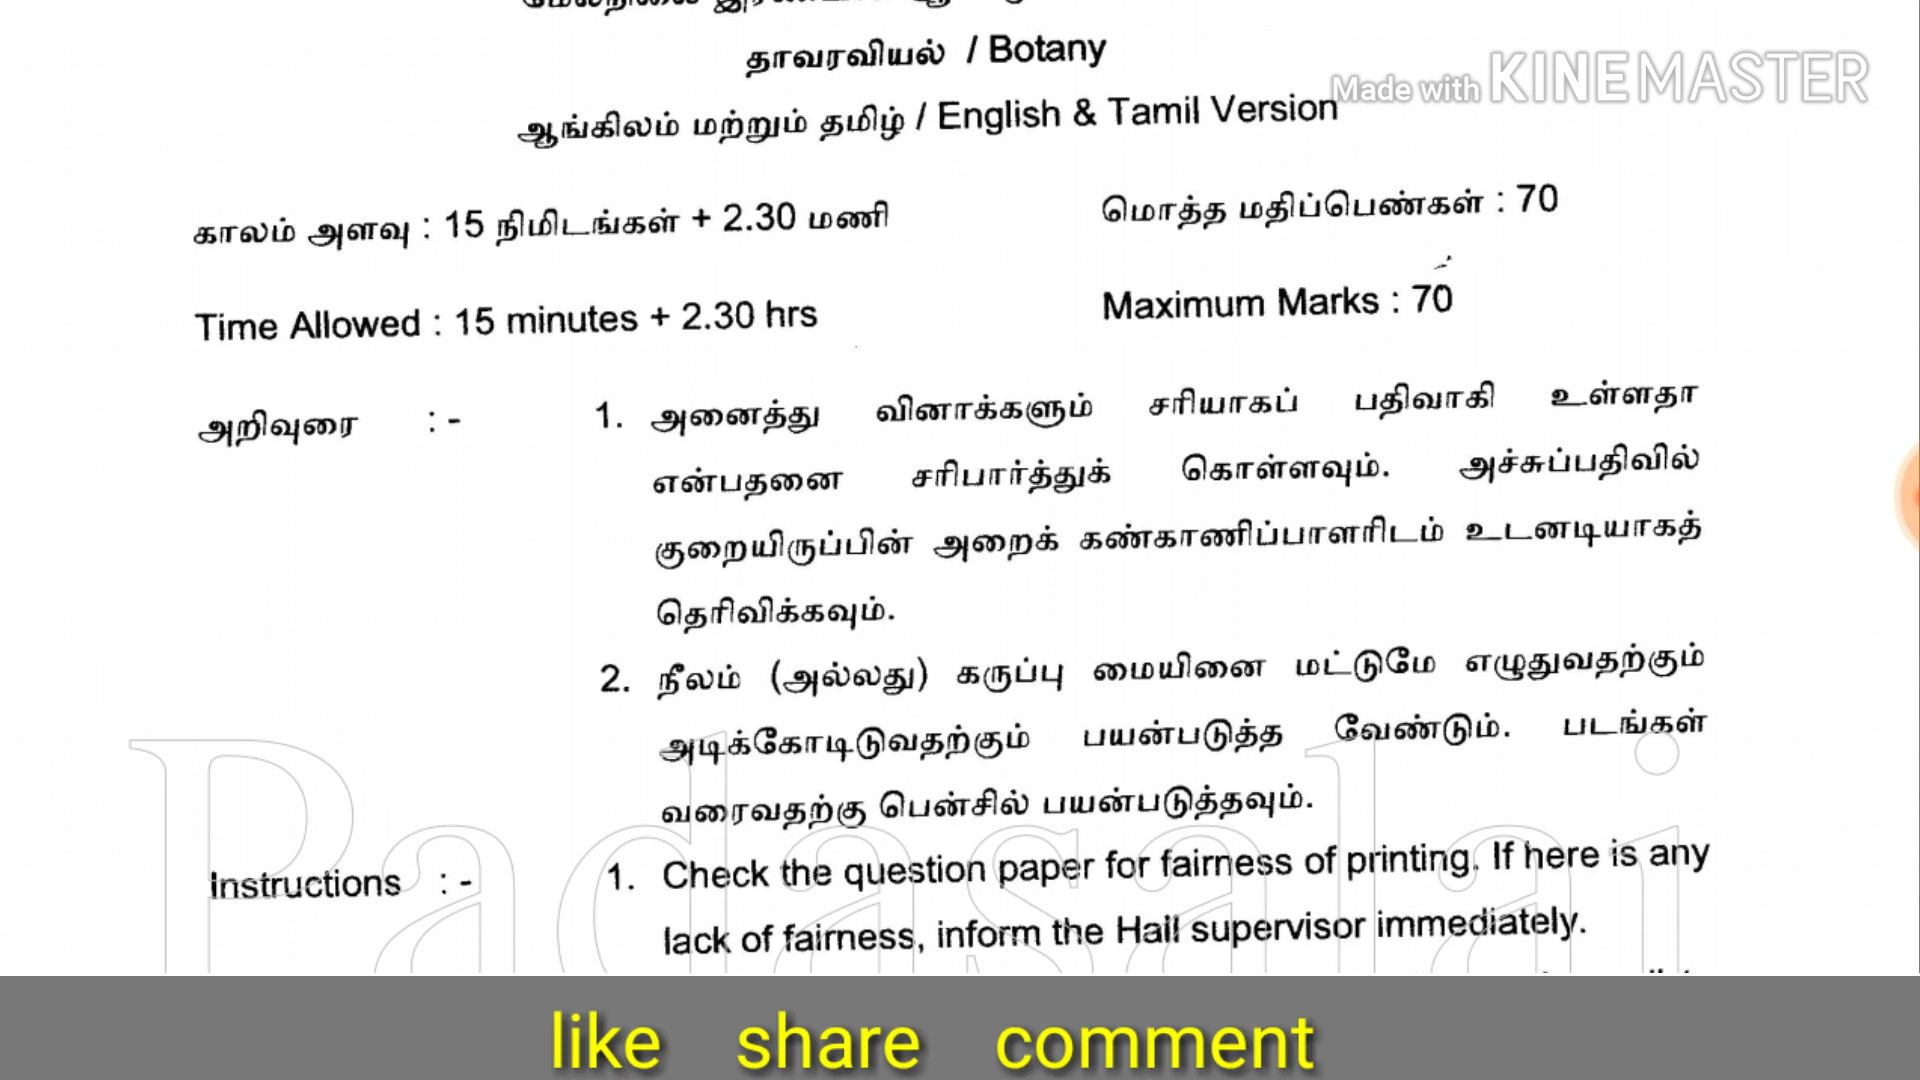 தாவரவியல் / Botany
Made with KINEMASTER
ஆங்கிலம் மற்றும் தமிழ் / English & Tamil Version
காலம் அளவு : 15 நிமிடங்கள் + 2.30 மணி மொத்த மதிப்பெண்கள் : 70
Time Allowed : 15 minutes + 2.30 hrs Maximum Marks : 70
அறிவுரை :- 1. அனைத்து வினாக்களும் சரியாகப் பதிவாகி உள்ளதா
என்பதனை சரிபார்த்துக் கொள்ளவும். அச்சுப்பதிவில்
குறையிருப்பின் அறைக் கண்காணிப்பாளரிடம் உடனடியாகத்
தெரிவிக்கவும்.
2. நீலம் (அல்லது) கருப்பு மையினை மட்டுமே எழுதுவதற்கும்
அடிக்கோடிடுவதற்கும் பயன்படுத்த வேண்டும். படங்கள்
வரைவதற்கு பென்சில் பயன்படுத்தவும்.
Padasalai
Instructions :- 1. Check the question paper for fairness of printing. If here is any
lack of fairness, inform the Hall supervisor immediately.
like share comment